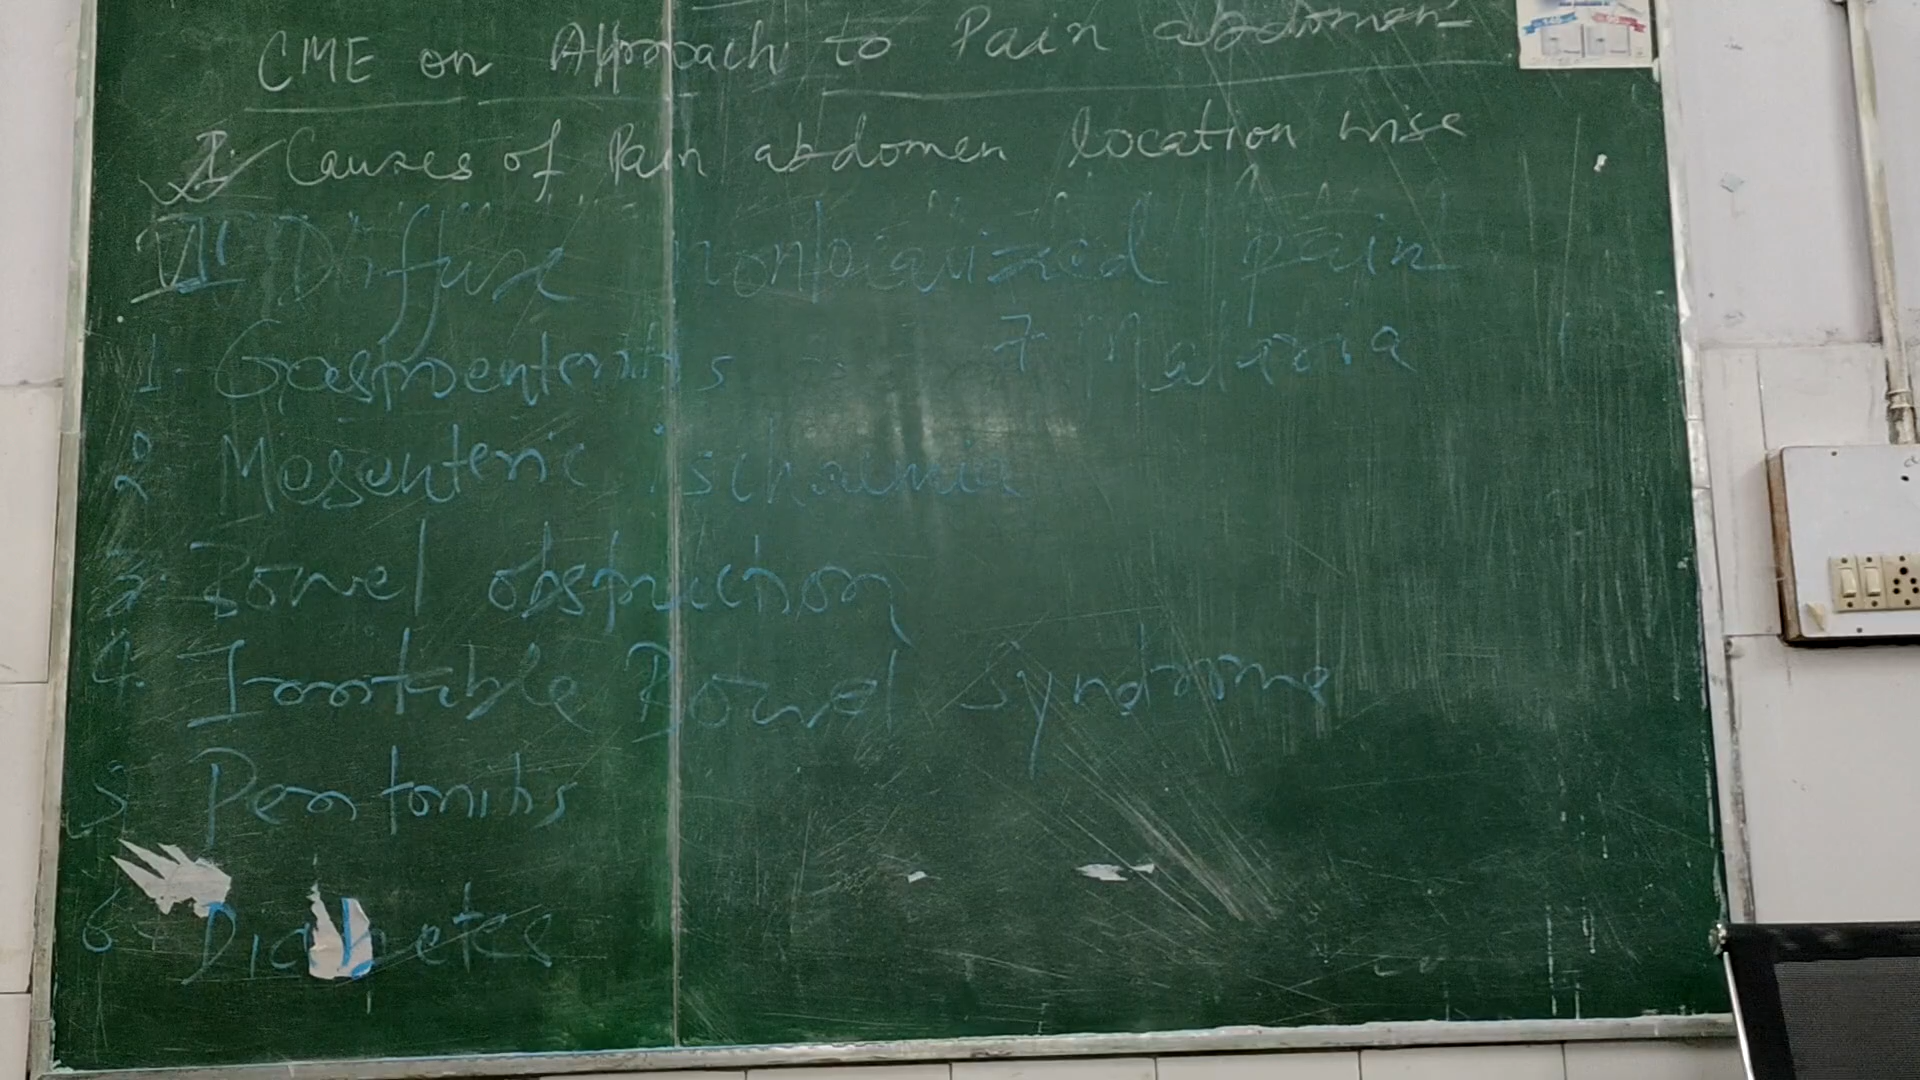 CME on Approach to Pain abdomen
I. Causes of Pain abdomen location wise
VII Diffuse nonlocalized pain
1. Gastroenteritis
7 Malaria
2. Mesenteric ischaemia
3. Bowel obstruction
4. Irritable Bowel syndrome
5. Peritonitis
6. Diabetes